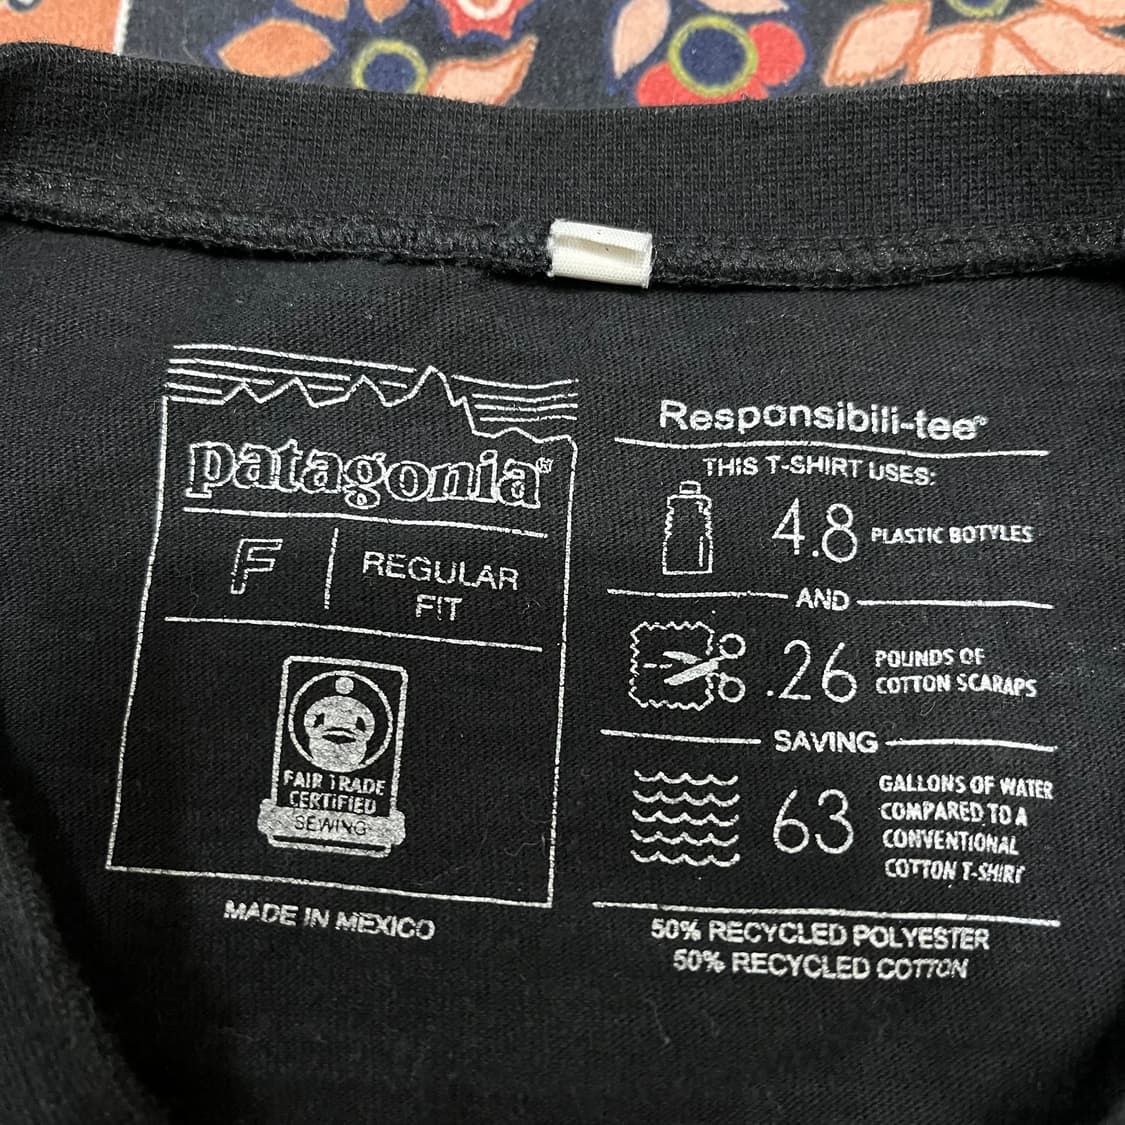 patagonia®
F
REGULAR
FIT
FAIR TRADE
CERTIFIED
SEWING
MADE IN MEXICO
Responsibili-tee®
THIS T-SHIRT USES:
4.8 PLASTIC BOTYLES
AND
.26 POUNDS OF
COTTON SCARAPS
SAVING
63 GALLONS OF WATER
COMPARED TO A
CONVENTIONAL
COTTON T-SHIRT
50% RECYCLED POLYESTER
50% RECYCLED COTTON